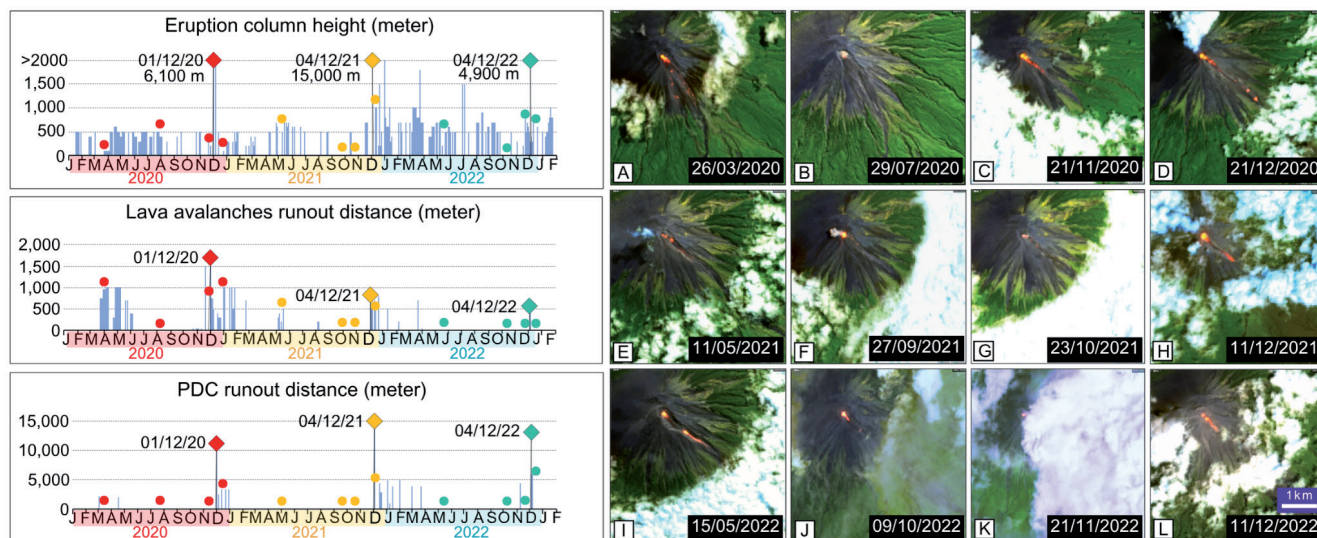 Eruption column height (meter)
>2000
1,500
1,000
500
0
01/12/20
6,100 m
04/12/21
15,000 m
04/12/22
4,900 m
J F M A M J J A S O N D J F M A M J J A S O N D J F M A M J J A S O N D J F
2020 2021 2022
Lava avalanches runout distance (meter)
2,000
1,500
1,000
500
0
01/12/20
04/12/21
04/12/22
J F M A M J J A S O N D J F M A M J J A S O N D J F M A M J J A S O N D J F
2020 2021 2022
PDC runout distance (meter)
15,000
10,000
5,000
0
01/12/20
04/12/21
04/12/22
J F M A M J J A S O N D J F M A M J J A S O N D J F M A M J J A S O N D J F
2020 2021 2022
A 26/03/2020
B 29/07/2020
C 21/11/2020
D 21/12/2020
E 11/05/2021
F 27/09/2021
G 23/10/2021
H 11/12/2021
I 15/05/2022
J 09/10/2022
K 21/11/2022
1km
L 11/12/2022